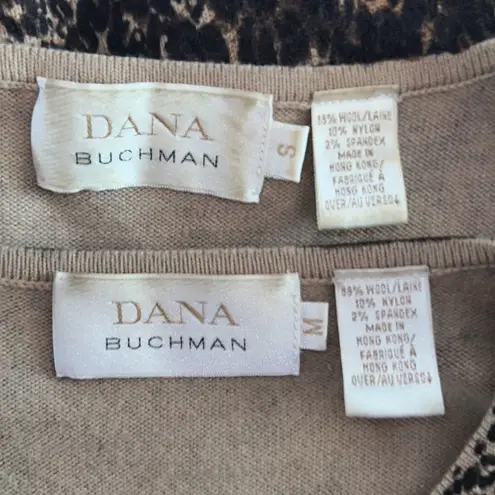 DANA
BUCHMAN
S
88% WOOL/LAINE
10% NYLON
2% SPANDEX
MADE IN
HONG KONG/
FABRIQUÉ À
HONG KONG
OVER/AU VERSO↓
DANA
BUCHMAN
M
88% WOOL/LAINE
10% NYLON
2% SPANDEX
MADE IN
HONG KONG/
FABRIQUÉ À
HONG KONG
OVER/AU VERSO↓